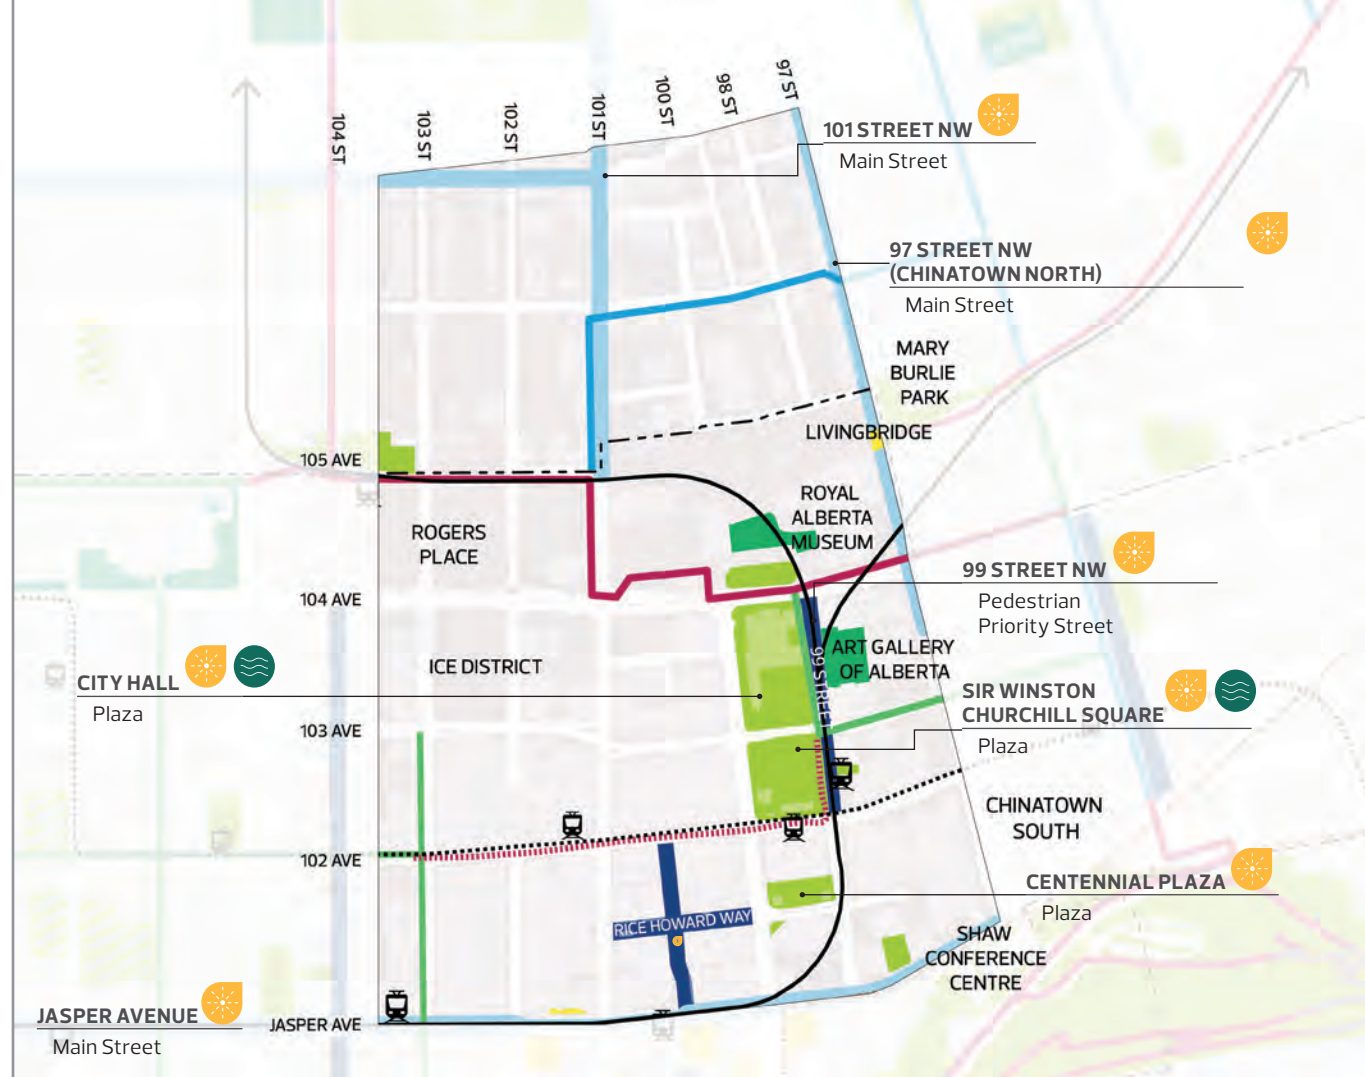 97 ST
98 ST
100 ST
101 ST
102 ST
103 ST
104 ST
101 STREET NW
Main Street
97 STREET NW
(CHINATOWN NORTH)
Main Street
MARY
BURLIE
PARK
LIVINGBRIDGE
105 AVE
ROYAL
ALBERTA
MUSEUM
ROGERS
PLACE
99 STREET NW
Pedestrian
Priority Street
104 AVE
99 STREET
ART GALLERY
OF ALBERTA
ICE DISTRICT
CITY HALL
Plaza
SIR WINSTON
CHURCHILL SQUARE
Plaza
103 AVE
CHINATOWN
SOUTH
102 AVE
CENTENNIAL PLAZA
Plaza
RICE HOWARD WAY
SHAW
CONFERENCE
CENTRE
JASPER AVENUE
Main Street
JASPER AVE